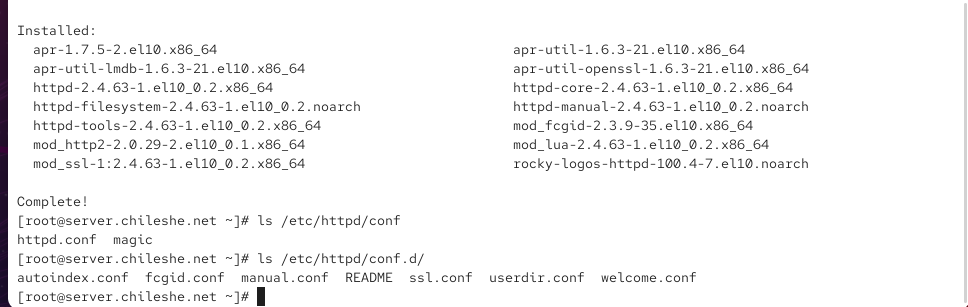 Installed:
apr-1.7.5-2.el10.x86_64 apr-util-1.6.3-21.el10.x86_64
apr-util-lmdb-1.6.3-21.el10.x86_64 apr-util-openssl-1.6.3-21.el10.x86_64
httpd-2.4.63-1.el10_0.2.x86_64 httpd-core-2.4.63-1.el10_0.2.x86_64
httpd-filesystem-2.4.63-1.el10_0.2.noarch httpd-manual-2.4.63-1.el10_0.2.noarch
httpd-tools-2.4.63-1.el10_0.2.x86_64 mod_fcgid-2.3.9-35.el10.x86_64
mod_http2-2.0.29-2.el10_0.1.x86_64 mod_lua-2.4.63-1.el10_0.2.x86_64
mod_ssl-1:2.4.63-1.el10_0.2.x86_64 rocky-logos-httpd-100.4-7.el10.noarch
Complete!
[root@server.chileshe.net ~]# ls /etc/httpd/conf
httpd.conf magic
[root@server.chileshe.net ~]# ls /etc/httpd/conf.d/
autoindex.conf fcgid.conf manual.conf README ssl.conf userdir.conf welcome.conf
[root@server.chileshe.net ~]#